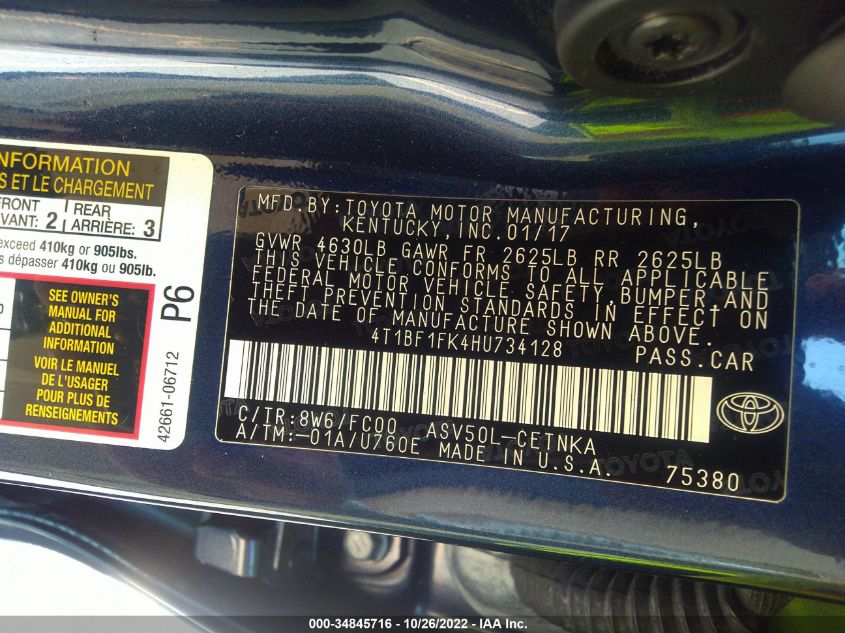 INFORMATION
S ET LE CHARGEMENT
FRONT
VANT: 2
REAR
ARRIÈRE: 3
exceed 410kg or 905lbs.
s dépasser 410kg ou 905lb.
SEE OWNER'S
MANUAL FOR
ADDITIONAL
INFORMATION
VOIR LE MANUEL
DE L'USAGER
POUR PLUS DE
RENSEIGNEMENTS
P6
42661-06712
MFD BY:TOYOTA MOTOR MANUFACTURING,
KENTUCKY, INC.01/17
GVWR 4630LB GAWR FR 2625LB RR 2625LB
THIS VEHICLE CONFORMS TO ALL APPLICABLE
FEDERAL MOTOR VEHICLE SAFETY,BUMPER,AND
THEFT PREVENTION STANDARDS IN EFFECT ON
THE DATE OF MANUFACTURE SHOWN ABOVE.
4T1BF1FK4HU734128 PASS.CAR
C/TR:8W6/FC00 ASV50L-CETNKA
A/TM:-01A/U760E MADE IN U.S.A. 75380
TOYOTA
000-34845716 - 10/26/2022 - IAA Inc.